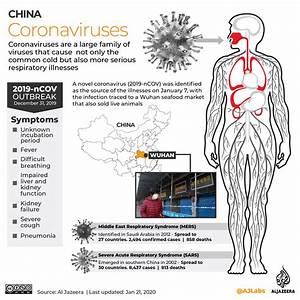 CHINA
Coronaviruses
Coronaviruses are a large family of
viruses that cause not only the
common cold but also more serious
respiratory illnesses
2019-nCOV
OUTBREAK
December 31, 2019
A novel coronavirus (2019-nCOV) was identified
as the source of the illnesses on January 7, with
the infection traced to a Wuhan seafood market
that also sold live animals
Symptoms
Unknown
incubation
period
Fever
Difficult
breathing
Impaired
liver and
kidney
function
Kidney
failure
Severe
cough
Pneumonia
CHINA
WUHAN
Middle East Respiratory Syndrome (MERS)
Identified in Saudi Arabia in 2012 - Spread to
27 countries. 2,494 confirmed cases | 858 deaths
Severe Acute Respiratory Syndrome (SARS)
Emerged in southern China in 2002 - Spread to
30 countries. 8,437 cases | 813 deaths
Source: Al Jazeera | Last updated: Jan 21, 2020
@AJLabs
ALJAZEERA